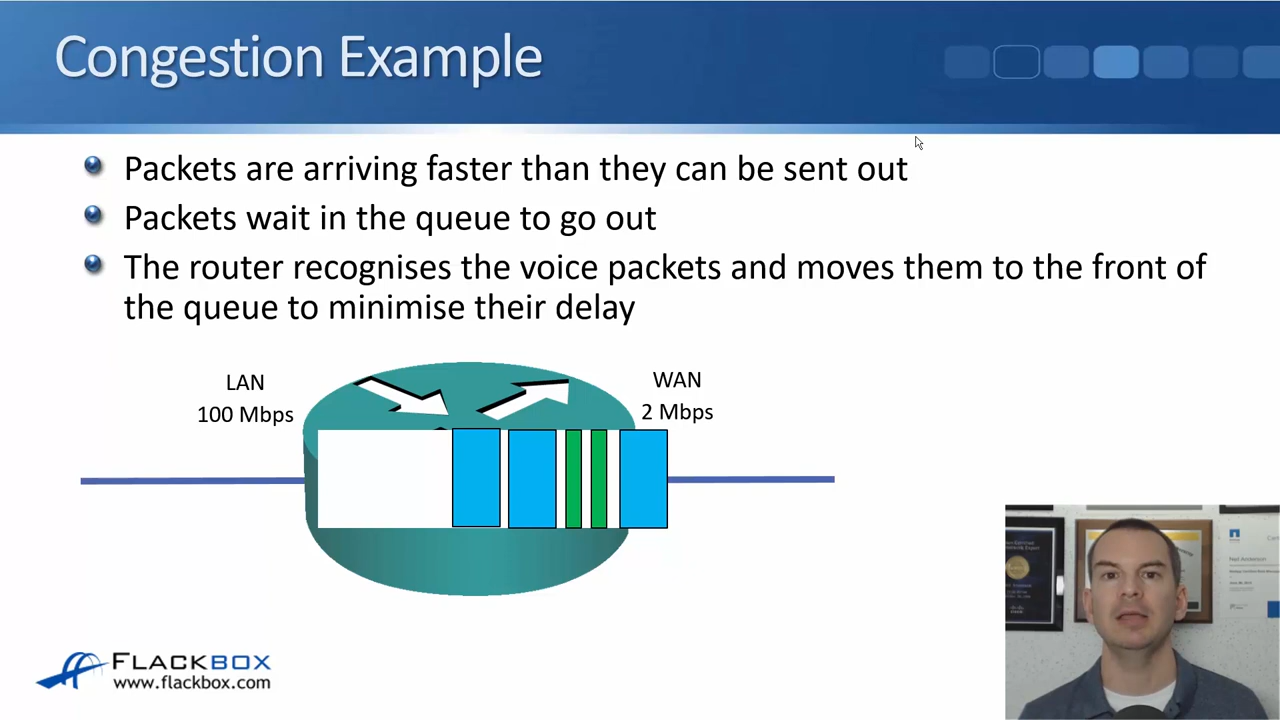 Congestion Example
Packets are arriving faster than they can be sent out
Packets wait in the queue to go out
The router recognises the voice packets and moves them to the front of
the queue to minimise their delay
LAN
100 Mbps
WAN
2 Mbps
FLACKBOX
www.flackbox.com
Neil Anderson